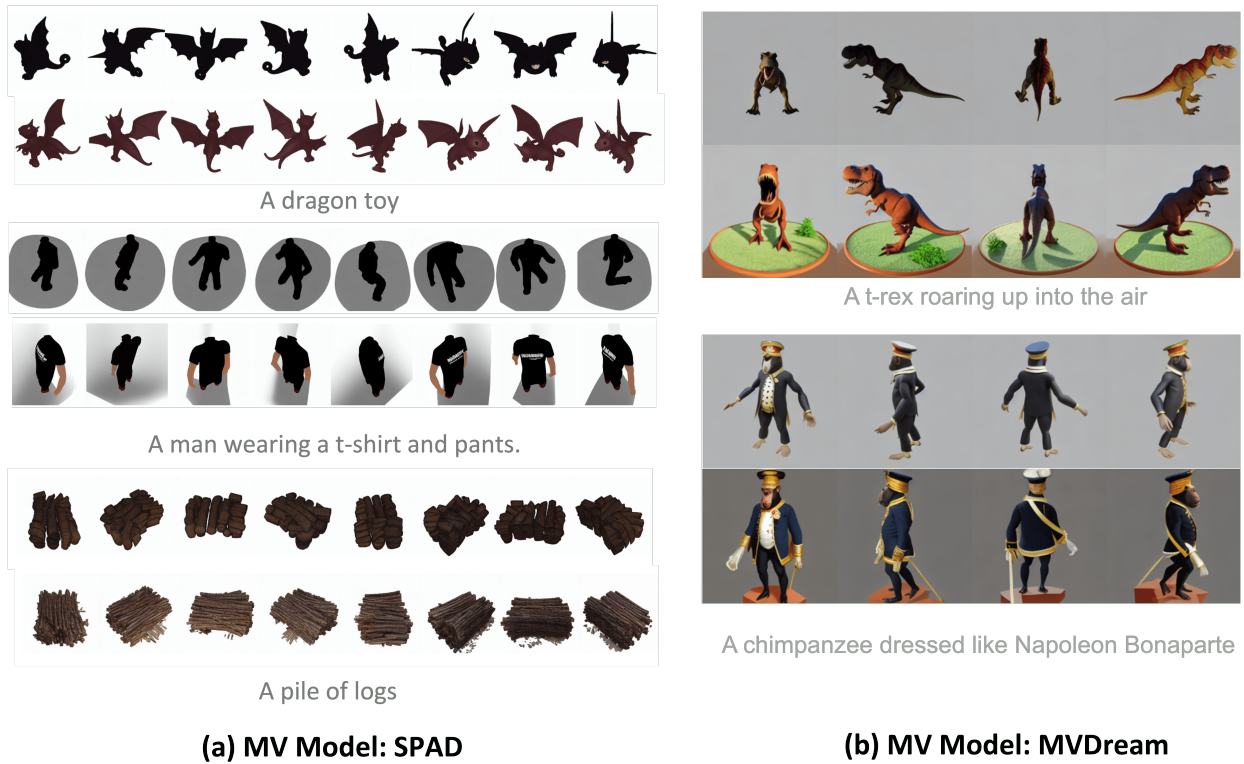 A dragon toy
A man wearing a t-shirt and pants.
A pile of logs
(a) MV Model: SPAD
A t-rex roaring up into the air
A chimpanzee dressed like Napoleon Bonaparte
(b) MV Model: MVDream